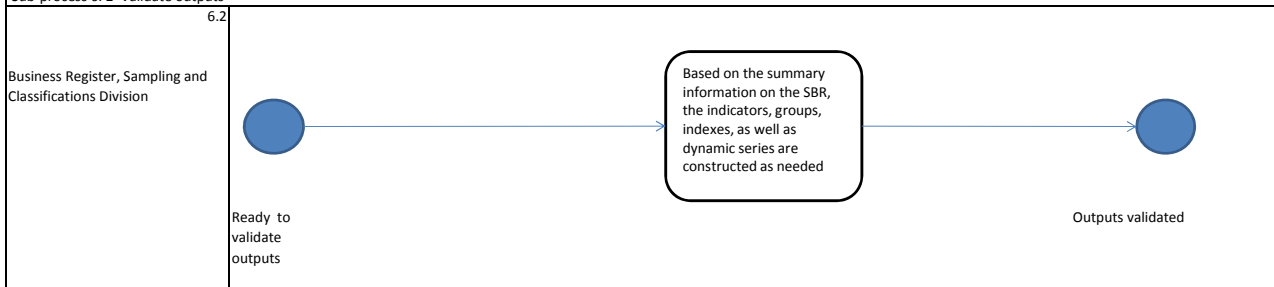 6.2
Business Register, Sampling and
Classifications Division
Based on the summary
information on the SBR,
the indicators, groups,
indexes, as well as
dynamic series are
constructed as needed
Ready to
validate
outputs
Outputs validated